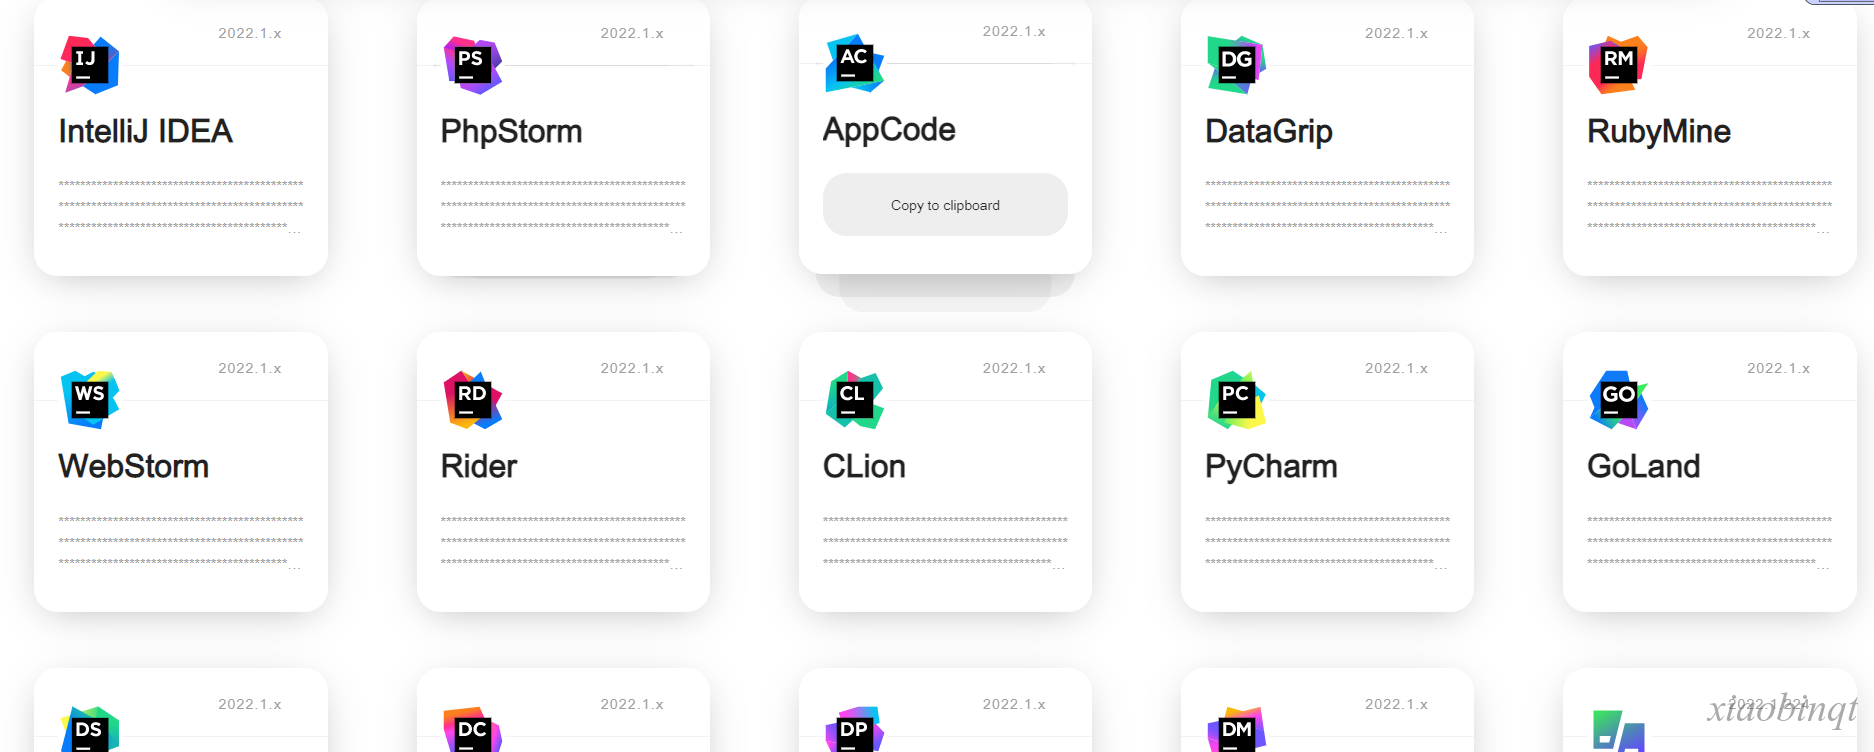 2022.1.x 2022.1.x 2022.1.x 2022.1.x 2022.1.x
IJ PS AC DG RM
IntelliJ IDEA PhpStorm AppCode DataGrip RubyMine
Copy to clipboard
2022.1.x 2022.1.x 2022.1.x 2022.1.x 2022.1.x
WS RD CL PC GO
WebStorm Rider CLion PyCharm GoLand
2022.1.x 2022.1.x 2022.1.x 2022.1.x 2022.1.224
xiaobinqt
DS DC DP DM